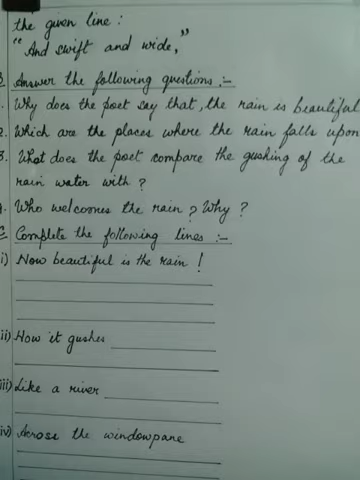 the given line:
"And swift and wide,"
Answer the following questions:-
Why does the poet say that, the rain is beautiful
2. Which are the places where the rain falls upon
3. What does the poet compare the gushing of the
rain water with?
Who welcomes the rain? Why?
C Complete the following lines:-
i) How beautiful is the rain!
ii) How it gushes
iii) Like a river
iv) Across the windowpane